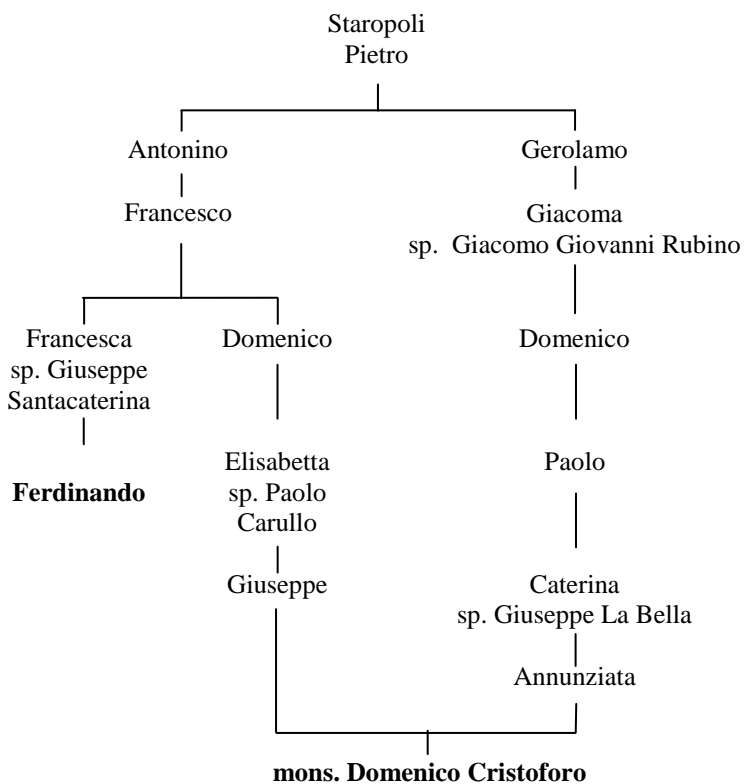 Staropoli
Pietro
Antonino
Gerolamo
Francesco
Giacoma
sp. Giacomo Giovanni Rubino
Francesca
sp. Giuseppe
Santacaterina
Domenico
Domenico
Ferdinando
Elisabetta
sp. Paolo
Carullo
Paolo
Giuseppe
Caterina
sp. Giuseppe La Bella
Annunziata
mons. Domenico Cristoforo